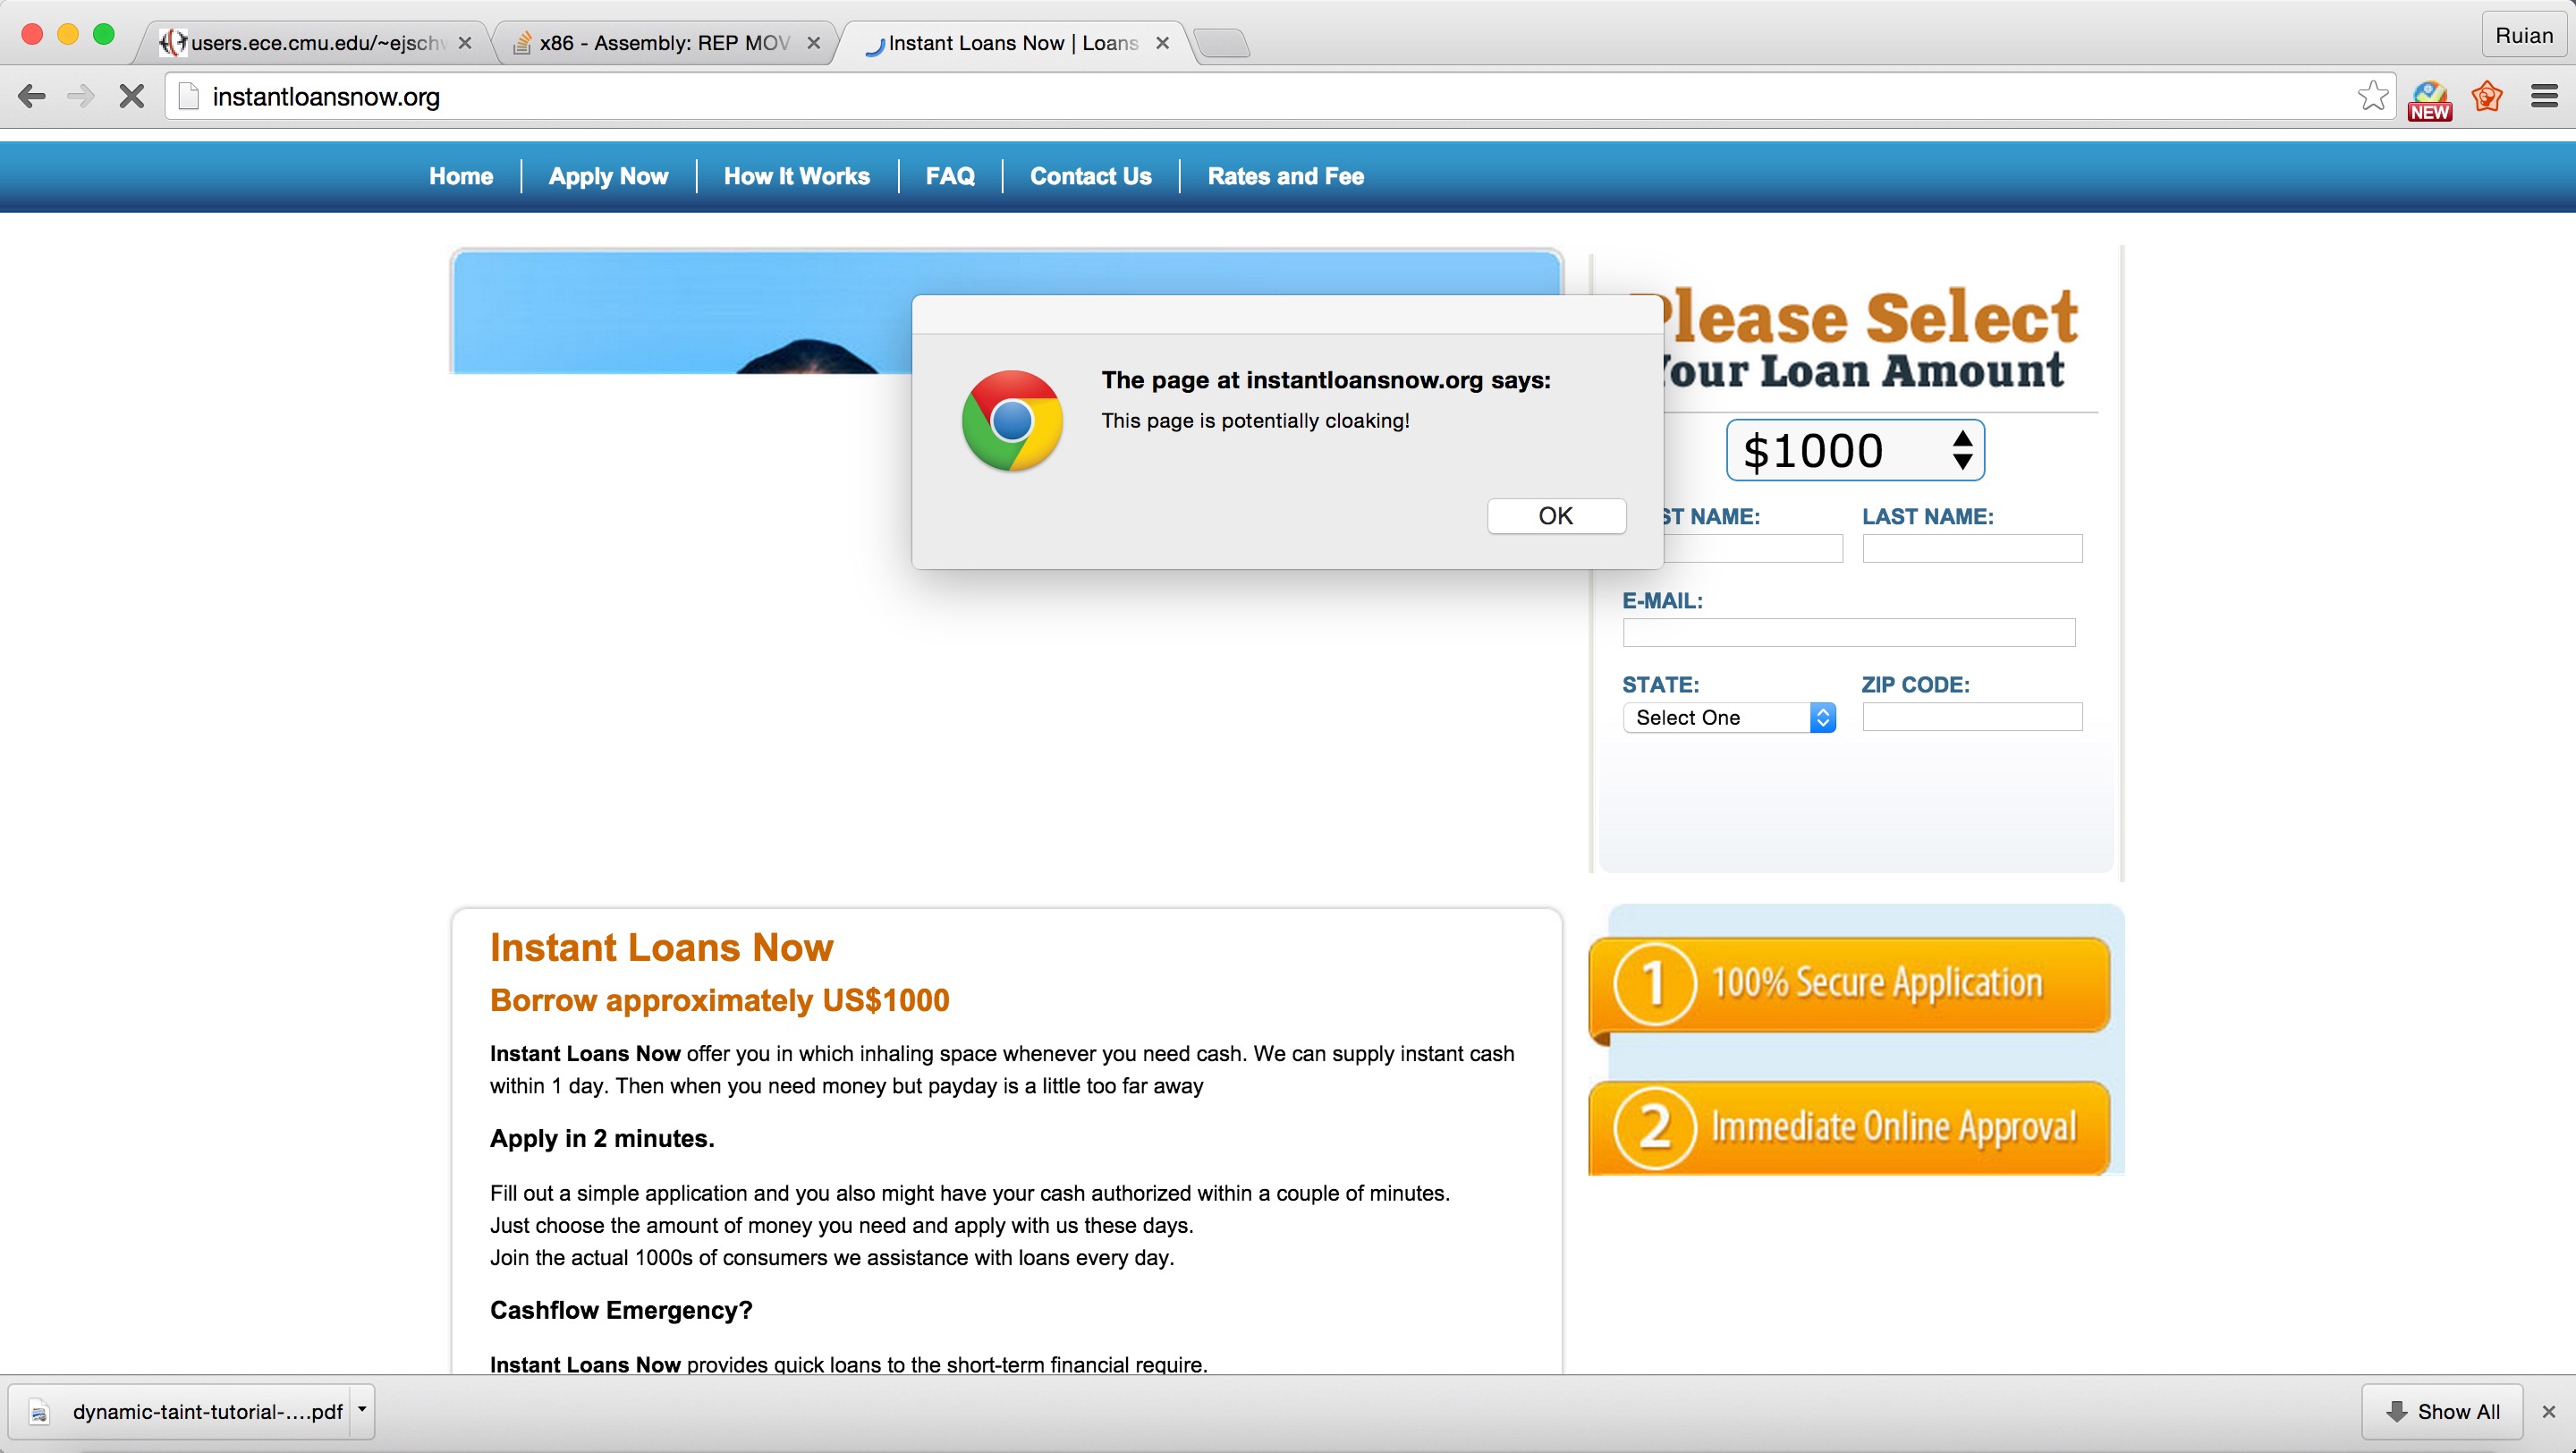 users.ece.cmu.edu/~ejsch
x86 - Assembly: REP MOV
Instant Loans Now | Loans
Ruian
instantloansnow.org
NEW
Home
Apply Now
How It Works
FAQ
Contact Us
Rates and Fee
The page at instantloansnow.org says:
This page is potentially cloaking!
OK
Please Select
Your Loan Amount
$1000
ST NAME:
LAST NAME:
E-MAIL:
STATE:
ZIP CODE:
Select One
Instant Loans Now
Borrow approximately US$1000
Instant Loans Now offer you in which inhaling space whenever you need cash. We can supply instant cash
within 1 day. Then when you need money but payday is a little too far away
Apply in 2 minutes.
Fill out a simple application and you also might have your cash authorized within a couple of minutes.
Just choose the amount of money you need and apply with us these days.
Join the actual 1000s of consumers we assistance with loans every day.
Cashflow Emergency?
Instant Loans Now provides quick loans to the short-term financial require.
1 100% Secure Application
2 Immediate Online Approval
dynamic-taint-tutorial-....pdf
Show All